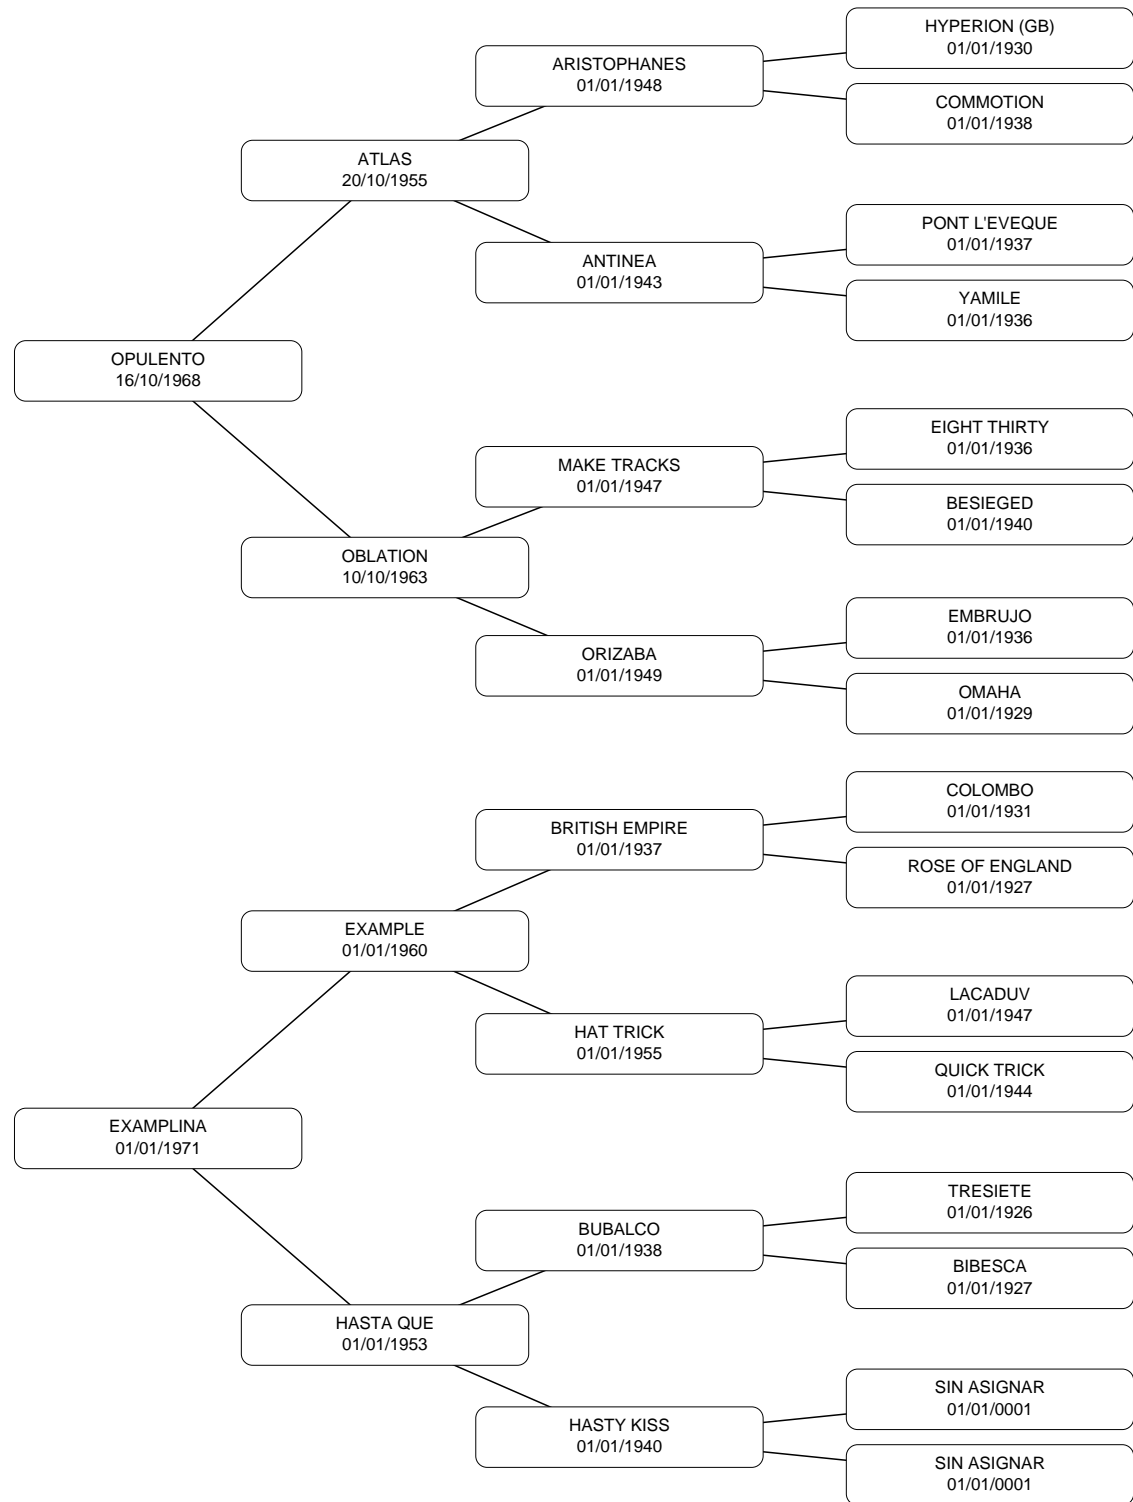 HYPERION (GB)
01/01/1930
ARISTOPHANES
01/01/1948
COMMOTION
01/01/1938
ATLAS
20/10/1955
PONT L'EVEQUE
01/01/1937
ANTINEA
01/01/1943
YAMILE
01/01/1936
OPULENTO
16/10/1968
EIGHT THIRTY
01/01/1936
MAKE TRACKS
01/01/1947
BESIEGED
01/01/1940
OBLATION
10/10/1963
EMBRUJO
01/01/1936
ORIZABA
01/01/1949
OMAHA
01/01/1929
COLOMBO
01/01/1931
BRITISH EMPIRE
01/01/1937
ROSE OF ENGLAND
01/01/1927
EXAMPLE
01/01/1960
LACADUV
01/01/1947
HAT TRICK
01/01/1955
QUICK TRICK
01/01/1944
EXAMPLINA
01/01/1971
TRESIETE
01/01/1926
BUBALCO
01/01/1938
BIBESCA
01/01/1927
HASTA QUE
01/01/1953
SIN ASIGNAR
01/01/0001
HASTY KISS
01/01/1940
SIN ASIGNAR
01/01/0001